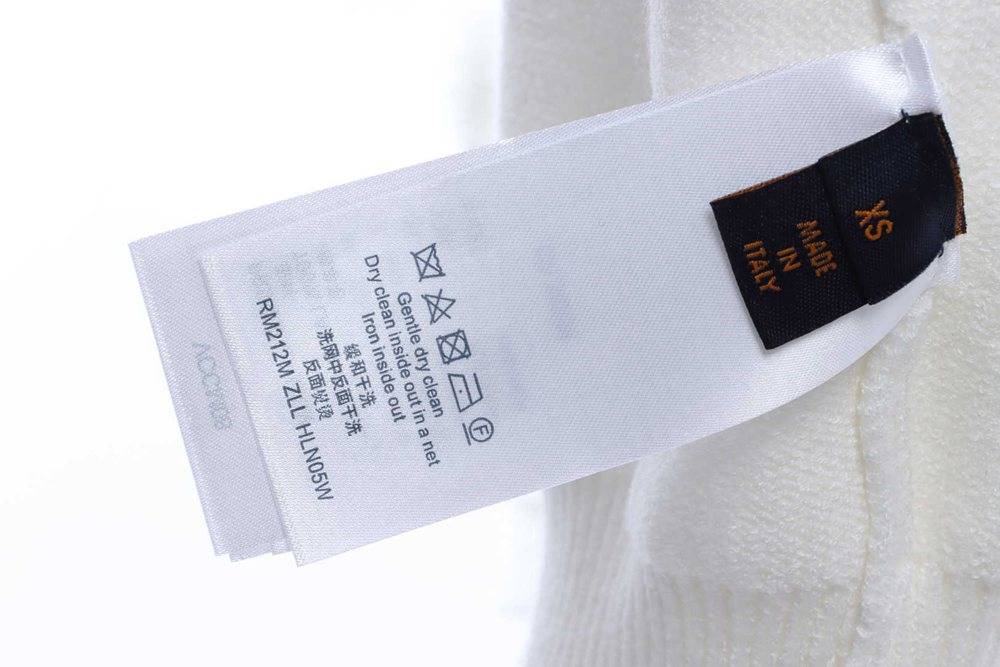 XS
MADE
IN
ITALY
Gentle dry clean
Dry clean inside out in a net
Iron inside out
缓和干洗
洗网中反面干洗
反面熨烫
RM212M ZLL HLN05W